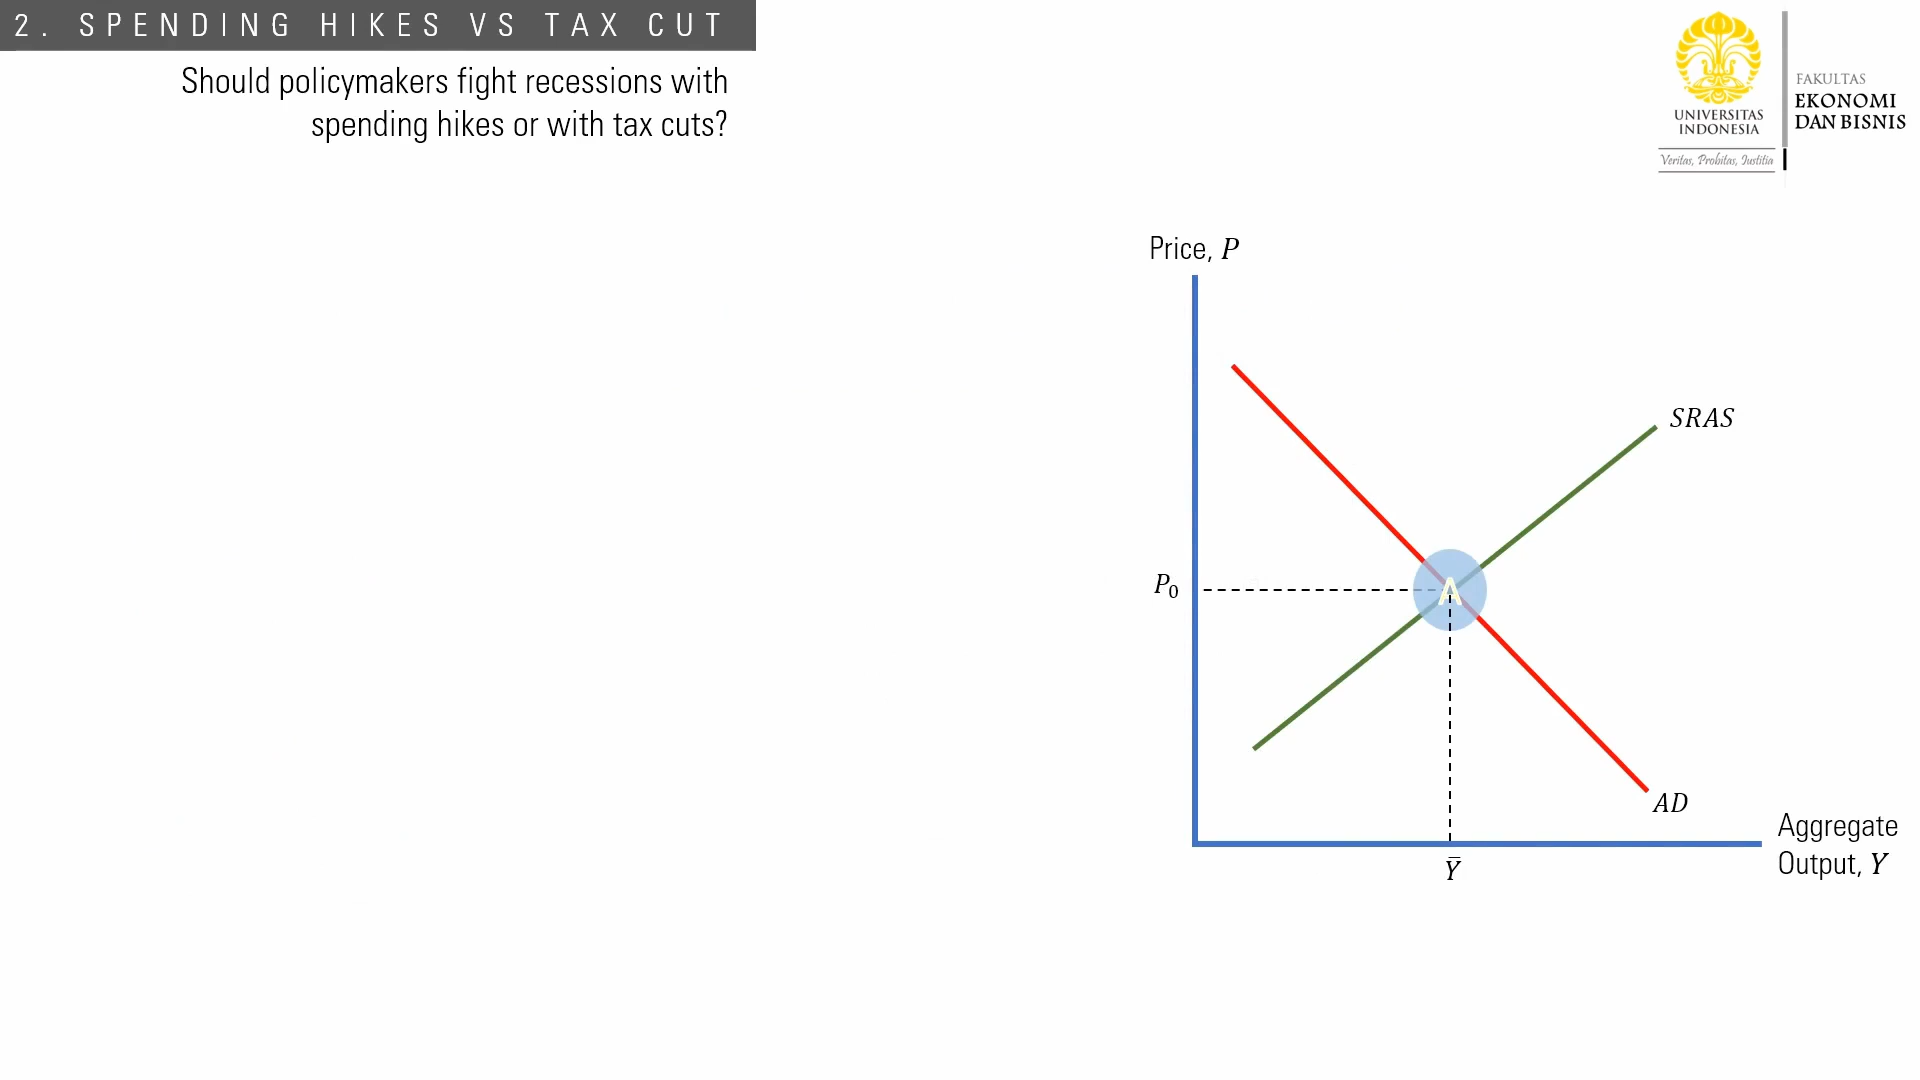 2. SPENDING HIKES VS TAX CUT
Should policymakers fight recessions with
spending hikes or with tax cuts?
UNIVERSITAS
INDONESIA
Veritas, Probitas, Iustitia
FAKULTAS
EKONOMI
DAN BISNIS
Price, P
SRAS
P₀
A
AD
Aggregate
Output, Y
Ȳ